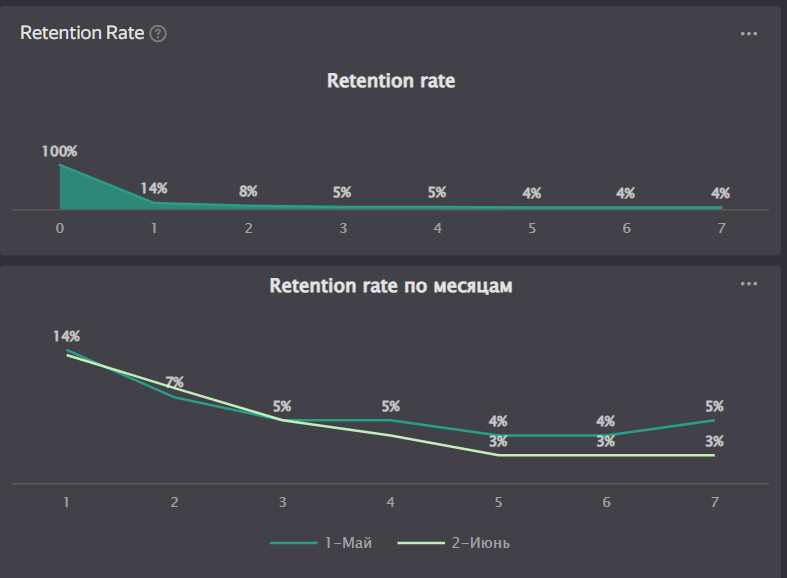 Retention Rate ?
Retention rate
100% 14% 8% 5% 5% 4% 4% 4%
0 1 2 3 4 5 6 7
Retention rate по месяцам
14% 7% 5% 5% 4% 4% 5%
3% 3% 3%
1 2 3 4 5 6 7
1-Май 2-Июнь